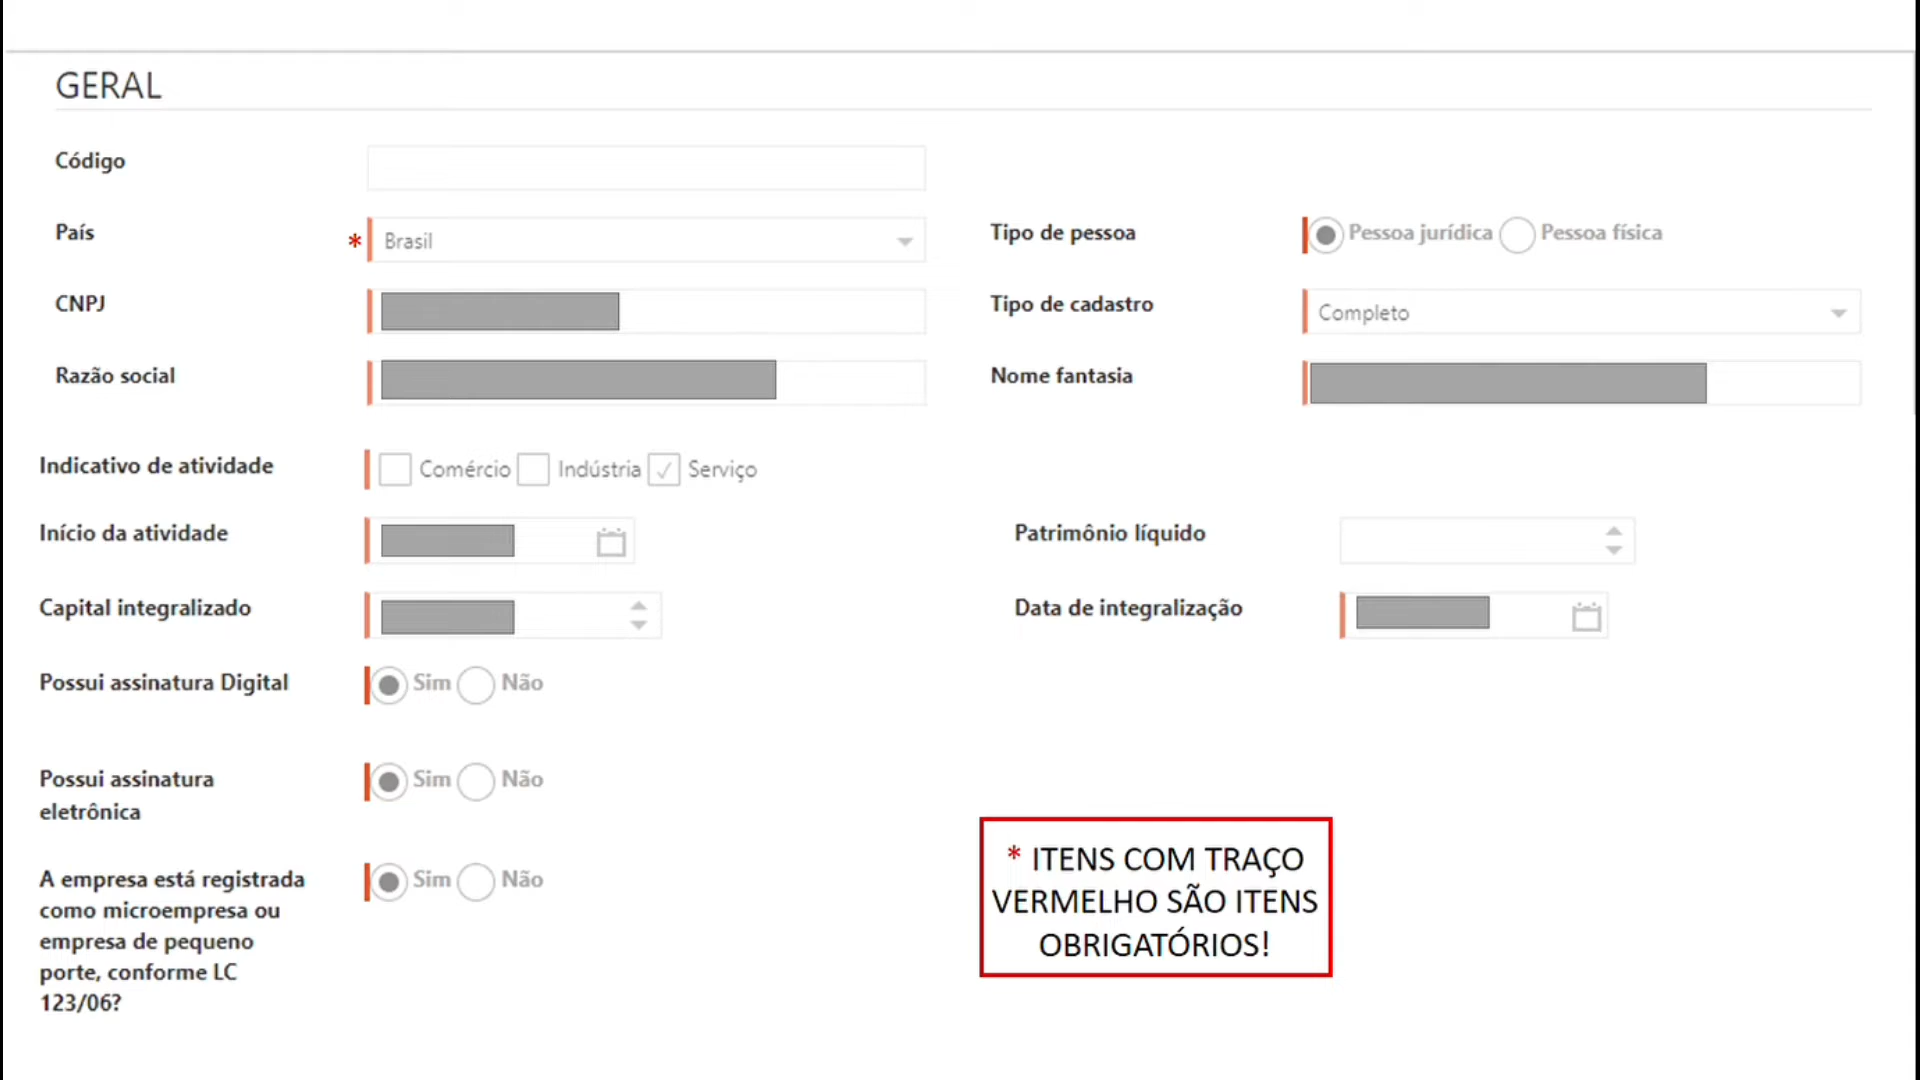 GERAL
Código
País * Brasil
Tipo de pessoa Pessoa jurídica Pessoa física
CNPJ
Tipo de cadastro Completo
Razão social
Nome fantasia
Indicativo de atividade Comércio Indústria Serviço
Início da atividade
Patrimônio líquido
Capital integralizado
Data de integralização
Possui assinatura Digital Sim Não
Possui assinatura
eletrônica
Sim Não
A empresa está registrada
como microempresa ou
empresa de pequeno
porte, conforme LC
123/06?
Sim Não
* ITENS COM TRAÇO
VERMELHO SÃO ITENS
OBRIGATÓRIOS!